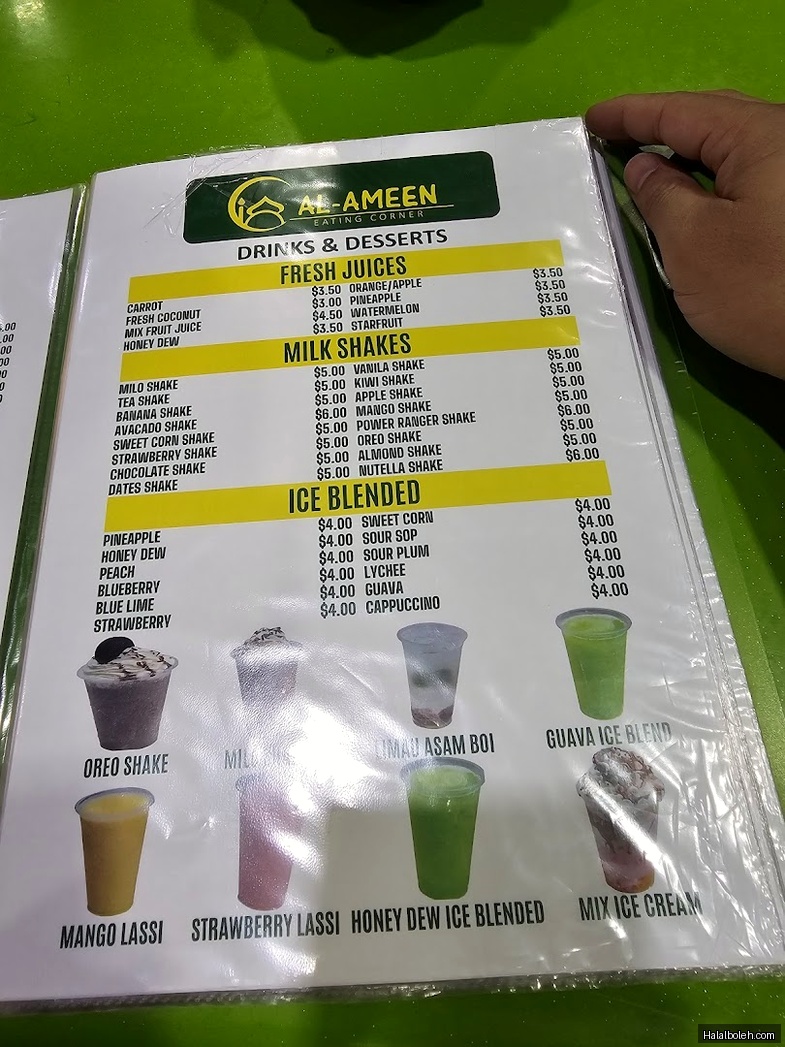 AL-AMEEN
EATING CORNER
DRINKS & DESSERTS
FRESH JUICES
CARROT $3.50 ORANGE/APPLE $3.50
FRESH COCONUT $3.00 PINEAPPLE $3.50
MIX FRUIT JUICE $4.50 WATERMELON $3.50
HONEY DEW $3.50 STARFRUIT $3.50
MILK SHAKES
MILO SHAKE $5.00 VANILA SHAKE $5.00
TEA SHAKE $5.00 KIWI SHAKE $5.00
BANANA SHAKE $5.00 APPLE SHAKE $5.00
AVACADO SHAKE $6.00 MANGO SHAKE $5.00
SWEET CORN SHAKE $5.00 POWER RANGER SHAKE $6.00
STRAWBERRY SHAKE $5.00 OREO SHAKE $5.00
CHOCOLATE SHAKE $5.00 ALMOND SHAKE $5.00
DATES SHAKE $5.00 NUTELLA SHAKE $6.00
ICE BLENDED
PINEAPPLE $4.00 SWEET CORN $4.00
HONEY DEW $4.00 SOUR SOP $4.00
PEACH $4.00 SOUR PLUM $4.00
BLUEBERRY $4.00 LYCHEE $4.00
BLUE LIME $4.00 GUAVA $4.00
STRAWBERRY $4.00 CAPPUCCINO $4.00
OREO SHAKE LIMAU ASAM BOI GUAVA ICE BLEND
MANGO LASSI STRAWBERRY LASSI HONEY DEW ICE BLENDED MIX ICE CREAM
Halalboleh.com